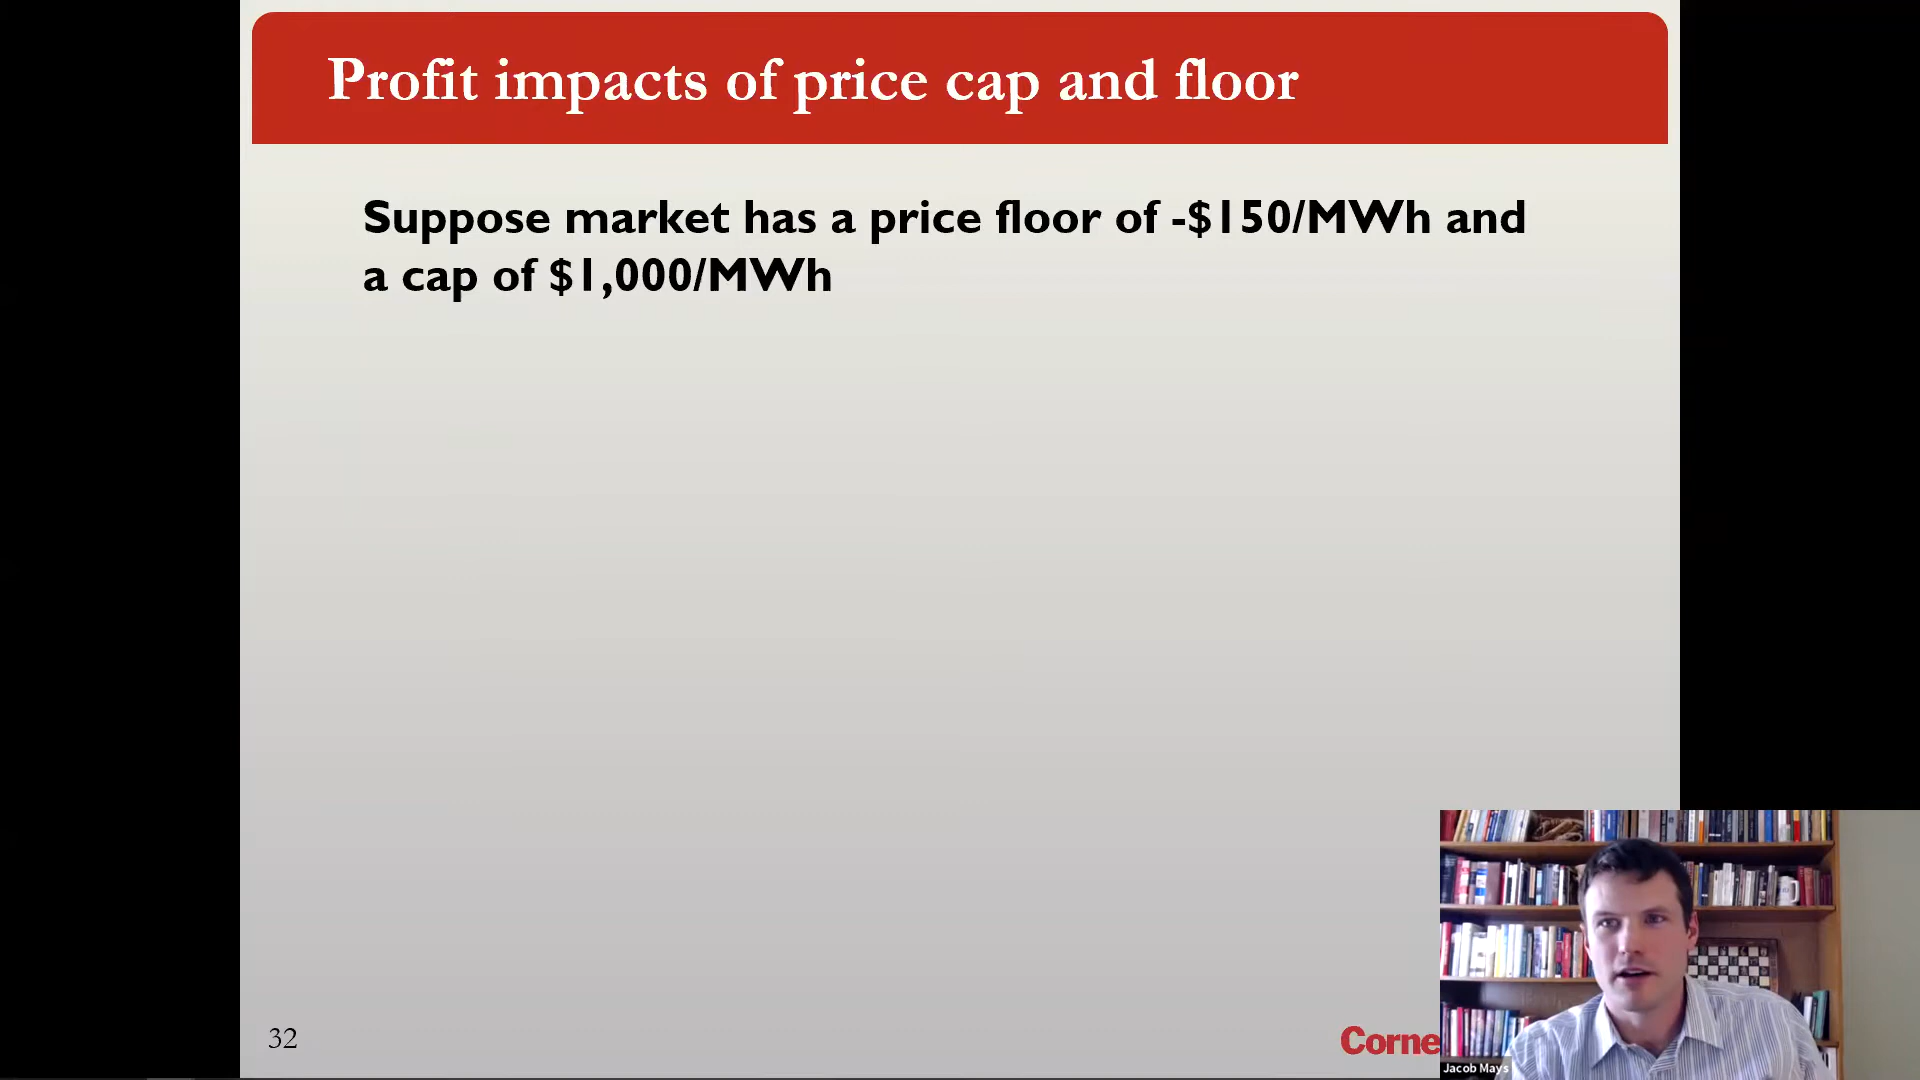 Profit impacts of price cap and floor
Suppose market has a price floor of -$150/MWh and
a cap of $1,000/MWh
32
Corne
Jacob Mays